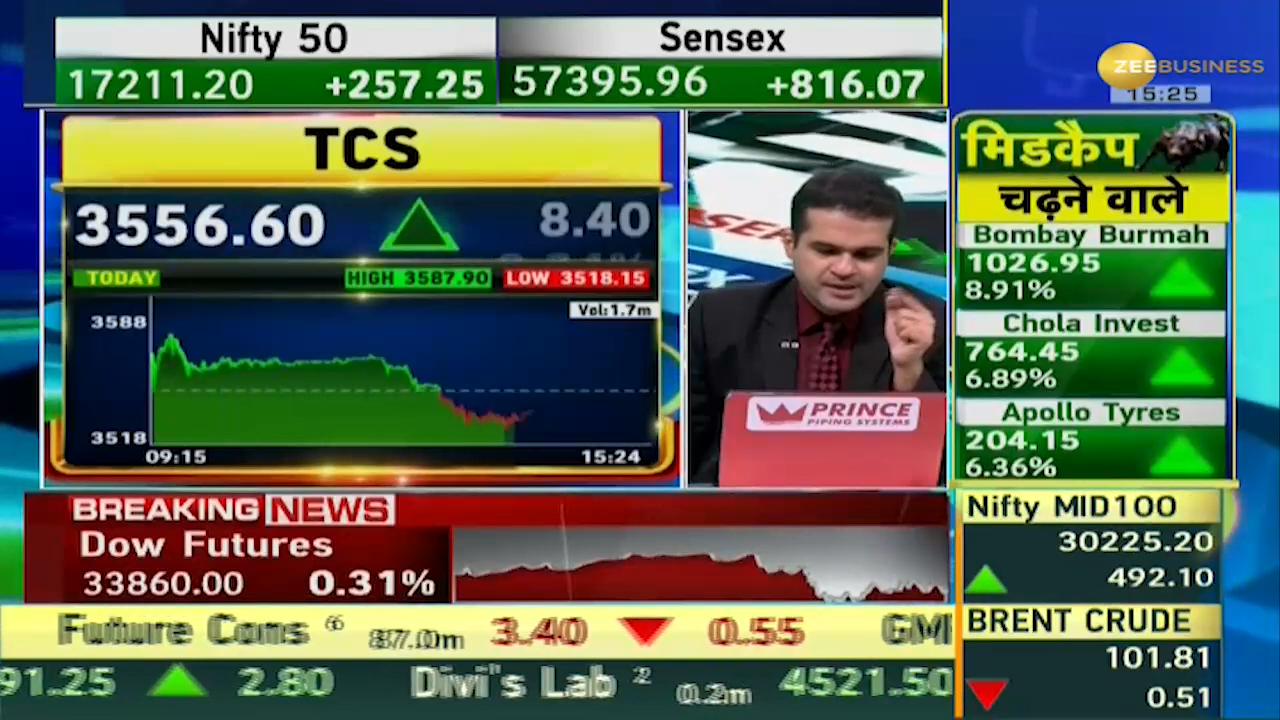 Nifty 50
17211.20 +257.25
Sensex
57395.96 +816.07
ZEEBUSINESS
15:25
TCS
3556.60 8.40
TODAY HIGH 3587.90 LOW 3518.15
Vol:1.7m
3588
3518
09:15 15:24
PRINCE
PIPING SYSTEMS
मिडकैप
चढ़ने वाले
Bombay Burmah
1026.95
8.91%
Chola Invest
764.45
6.89%
Apollo Tyres
204.15
6.36%
Nifty MID100
30225.20
492.10
BRENT CRUDE
101.81
0.51
BREAKING NEWS
Dow Futures
33860.00 0.31%
Future Cons 87.0m 3.40 0.55 GM
91.25 2.80 Divi's Lab 0.2m 4521.50